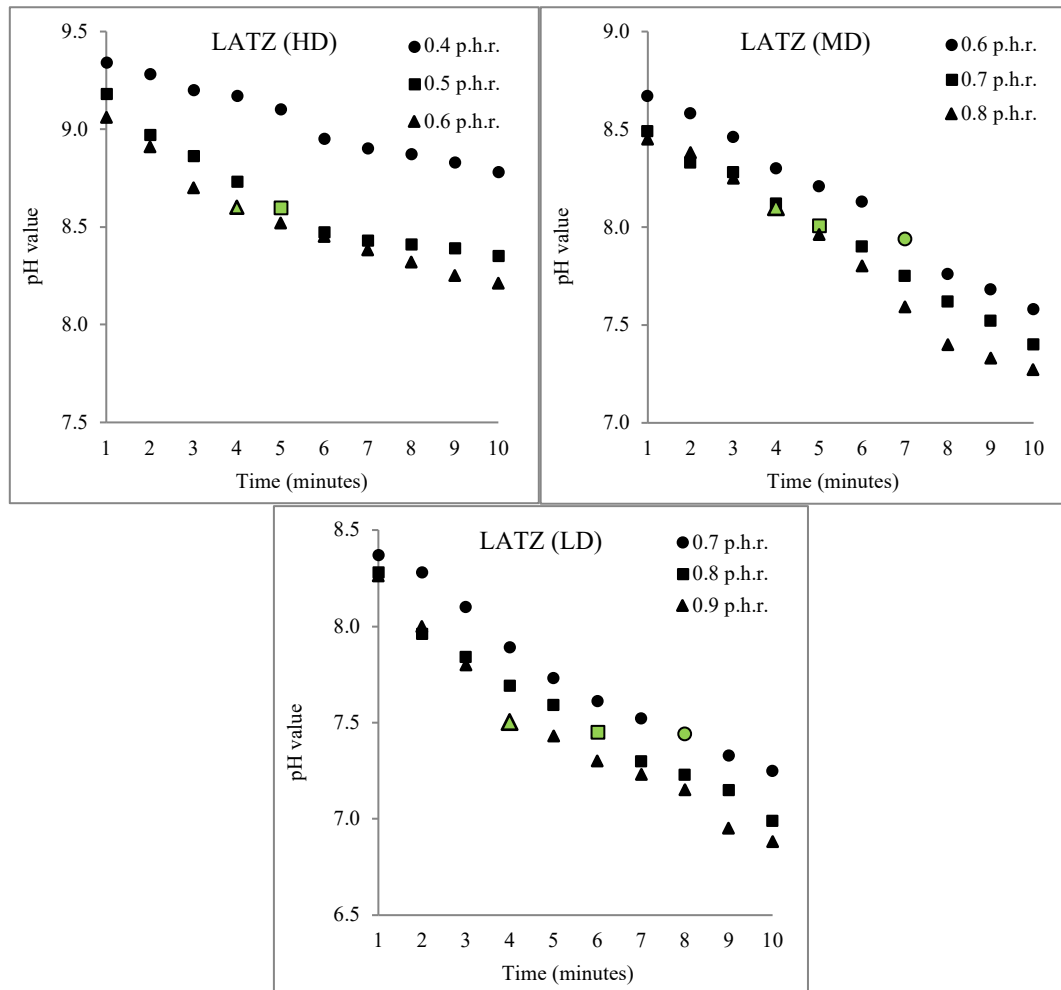 LATZ (HD)
0.4 p.h.r.
0.5 p.h.r.
0.6 p.h.r.
9.5
9.0
8.5
8.0
7.5
pH value
1 2 3 4 5 6 7 8 9 10
Time (minutes)
LATZ (MD)
0.6 p.h.r.
0.7 p.h.r.
0.8 p.h.r.
9.0
8.5
8.0
7.5
7.0
pH value
1 2 3 4 5 6 7 8 9 10
Time (minutes)
LATZ (LD)
0.7 p.h.r.
0.8 p.h.r.
0.9 p.h.r.
8.5
8.0
7.5
7.0
6.5
pH value
1 2 3 4 5 6 7 8 9 10
Time (minutes)